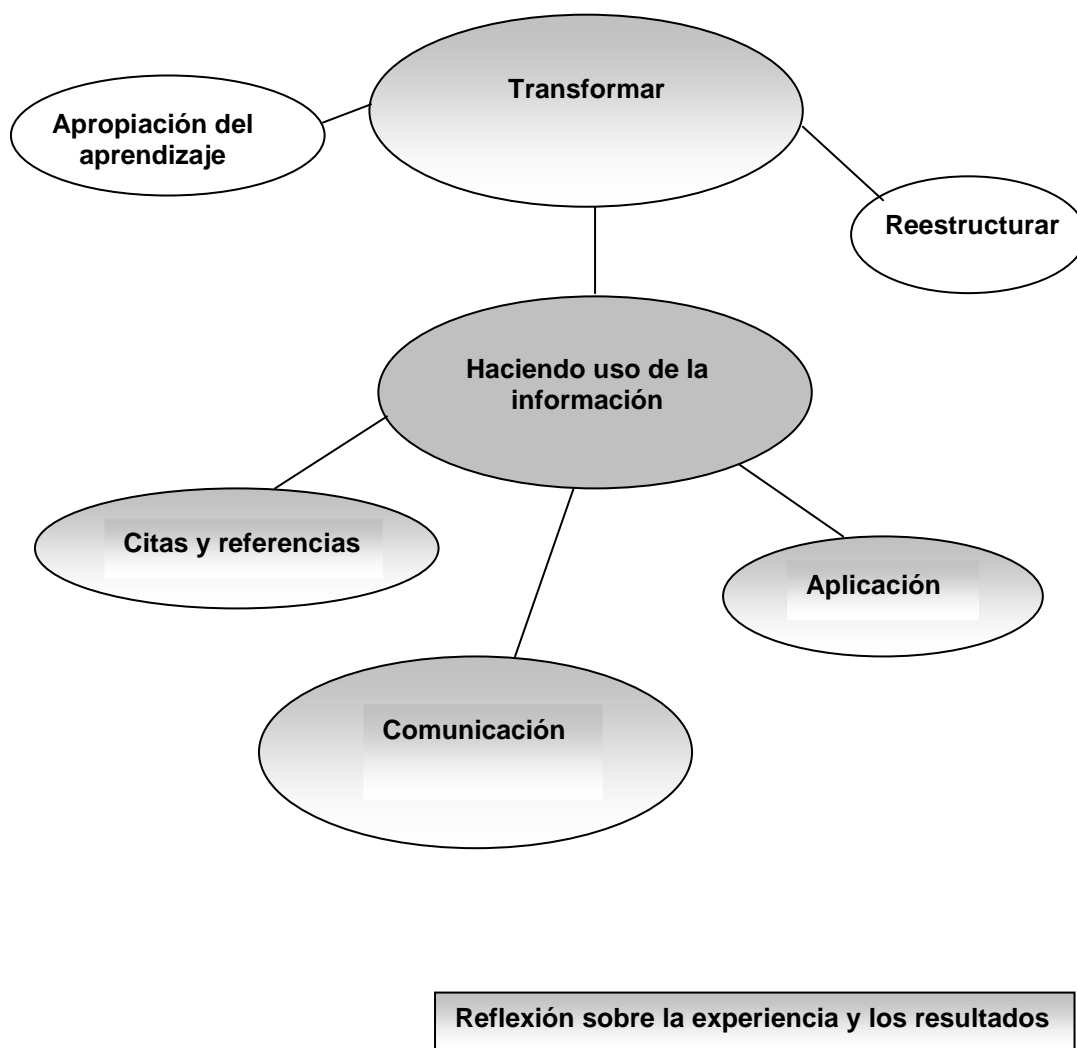 Transformar
Apropiación del
aprendizaje
Reestructurar
Haciendo uso de la
información
Citas y referencias
Aplicación
Comunicación
Reflexión sobre la experiencia y los resultados